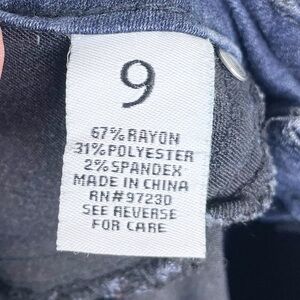 9
67% RAYON
31% POLYESTER
2% SPANDEX
MADE IN CHINA
RN# 97230
SEE REVERSE
FOR CARE